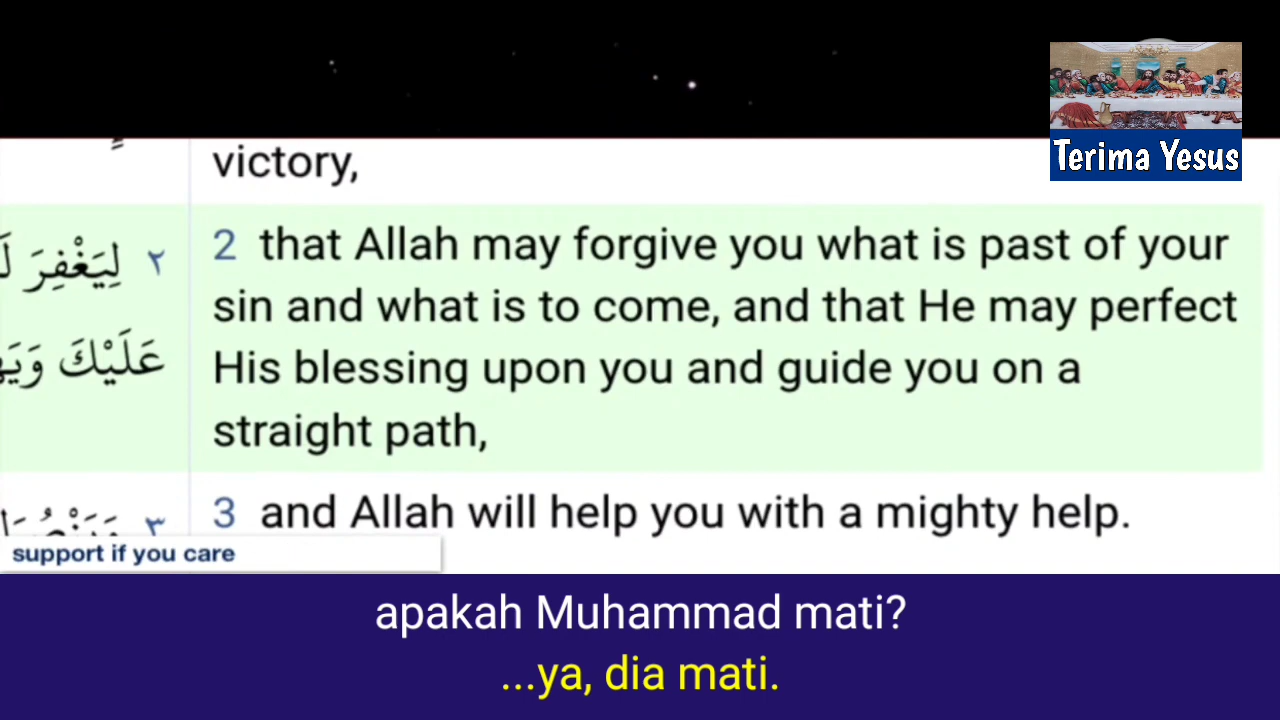 Terima Yesus
victory,
2 that Allah may forgive you what is past of your
sin and what is to come, and that He may perfect
His blessing upon you and guide you on a
straight path,
٢ لِيَغْفِرَ
عَلَيْكَ
3 and Allah will help you with a mighty help.
٣
support if you care
apakah Muhammad mati?
...ya, dia mati.